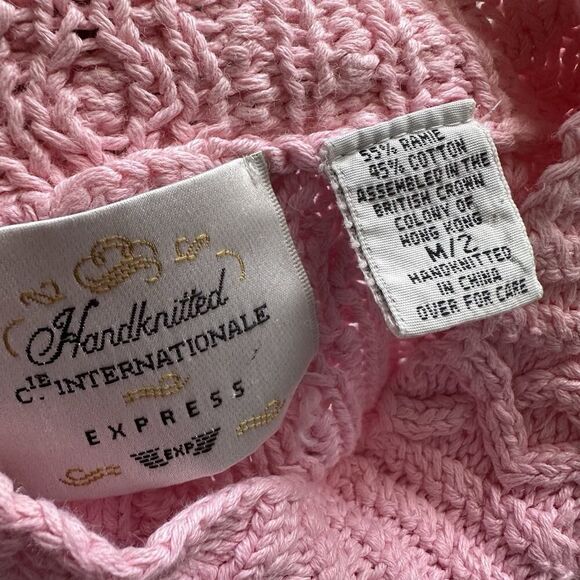 Handknitted
CIE. INTERNATIONALE
EXPRESS
EXP
55% RAMIE
45% COTTON
ASSEMBLED IN THE
BRITISH CROWN
COLONY OF
HONG KONG
M/2
HANDKNITTED
IN CHINA
OVER FOR CARE